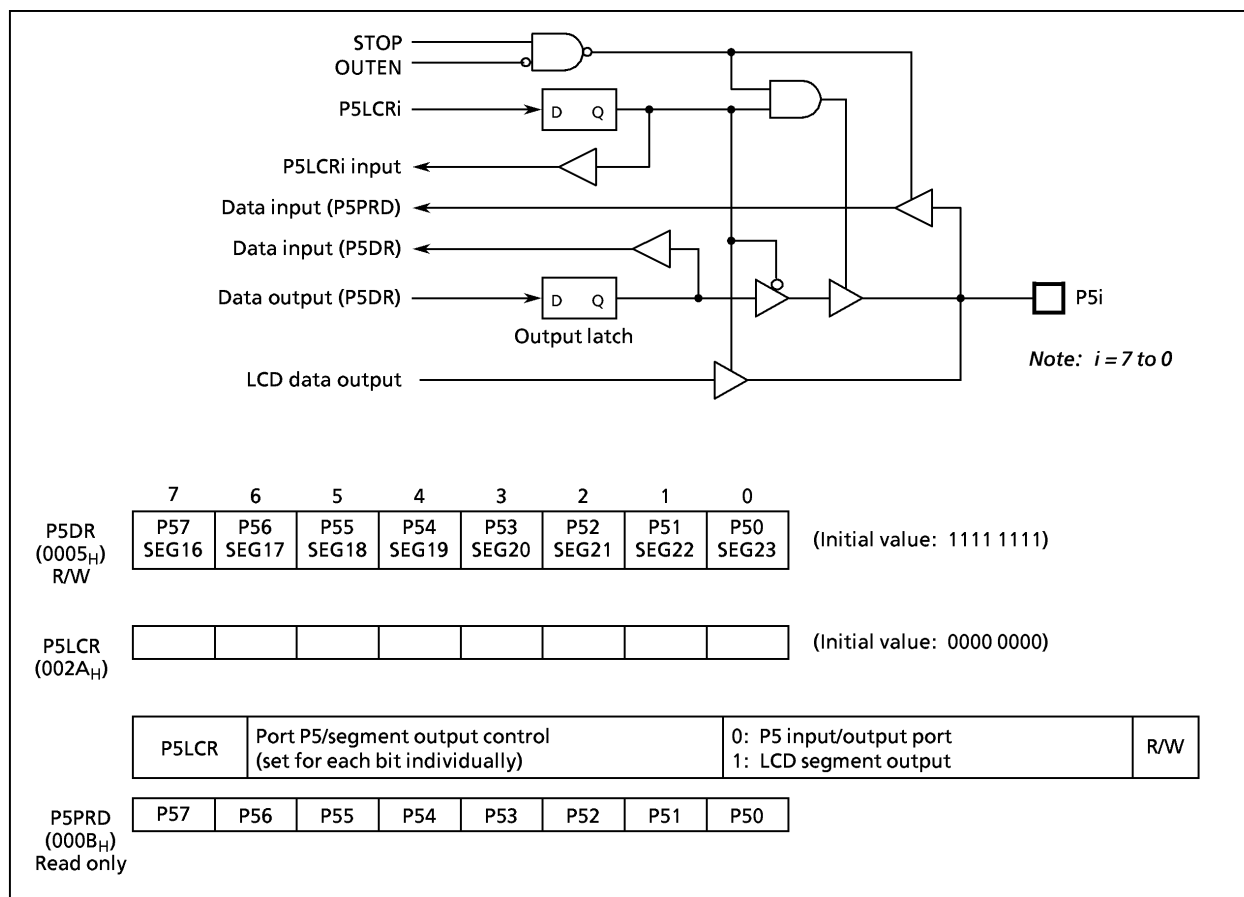 STOP
OUTEN
P5LCRi
D Q
P5LCRi input
Data input (P5PRD)
Data input (P5DR)
Data output (P5DR)
D Q
P5i
Output latch
Note: i = 7 to 0
LCD data output
7 6 5 4 3 2 1 0
P5DR
(0005H)
R/W
P57 P56 P55 P54 P53 P52 P51 P50
SEG16 SEG17 SEG18 SEG19 SEG20 SEG21 SEG22 SEG23
(Initial value: 1111 1111)
P5LCR
(002AH)
(Initial value: 0000 0000)
P5LCR
Port P5/segment output control
(set for each bit individually)
0: P5 input/output port
1: LCD segment output
R/W
P5PRD
(000BH)
Read only
P57 P56 P55 P54 P53 P52 P51 P50